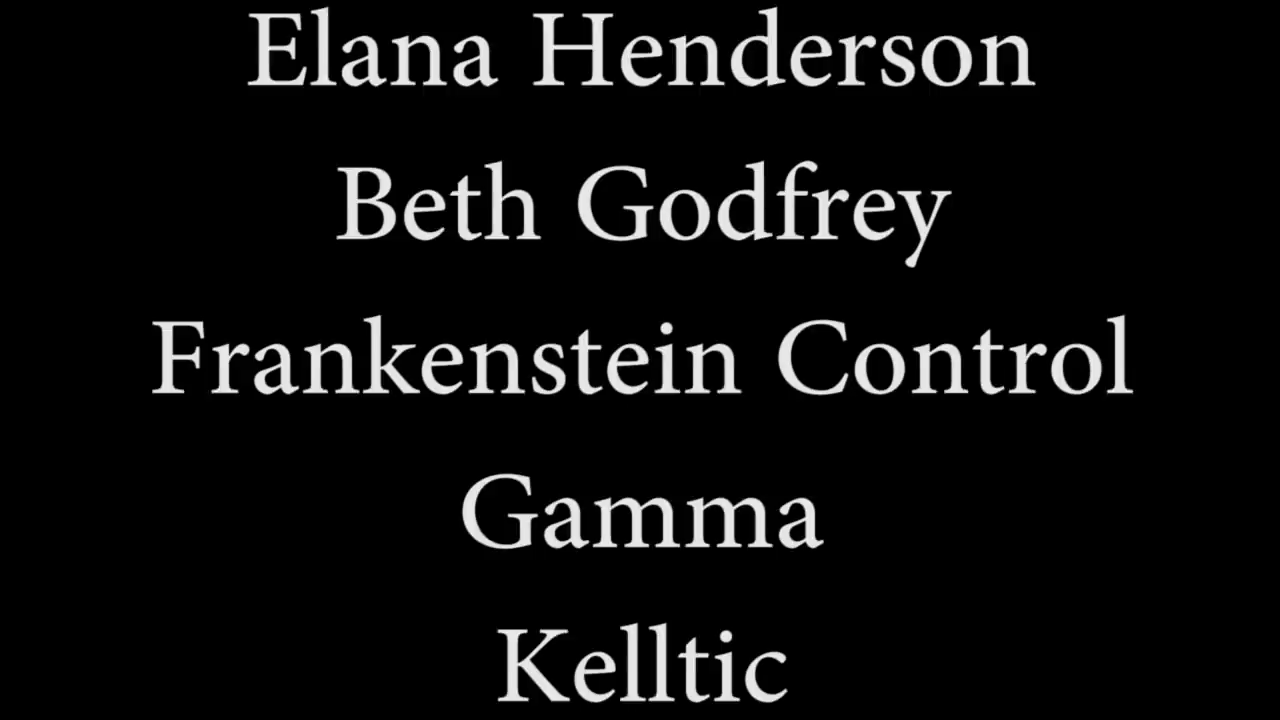 Elana Henderson
Beth Godfrey
Frankenstein Control
Gamma
Kelltic